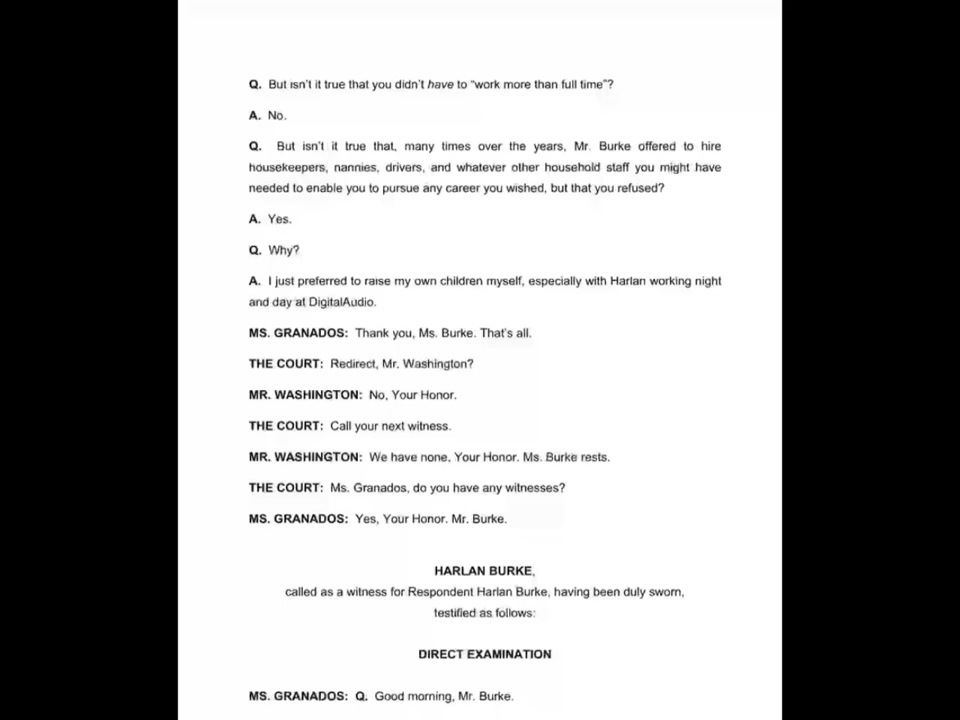 Q. But isn't it true that you didn't have to "work more than full time"?
A. No.
Q. But isn't it true that, many times over the years, Mr. Burke offered to hire
housekeepers, nannies, drivers, and whatever other household staff you might have
needed to enable you to pursue any career you wished, but that you refused?
A. Yes.
Q. Why?
A. I just preferred to raise my own children myself, especially with Harlan working night
and day at DigitalAudio.
MS. GRANADOS: Thank you, Ms. Burke. That's all.
THE COURT: Redirect, Mr. Washington?
MR. WASHINGTON: No, Your Honor.
THE COURT: Call your next witness.
MR. WASHINGTON: We have none, Your Honor. Ms. Burke rests.
THE COURT: Ms. Granados, do you have any witnesses?
MS. GRANADOS: Yes, Your Honor. Mr. Burke.
HARLAN BURKE,
called as a witness for Respondent Harlan Burke, having been duly sworn,
testified as follows:
DIRECT EXAMINATION
MS. GRANADOS: Q. Good morning, Mr. Burke.